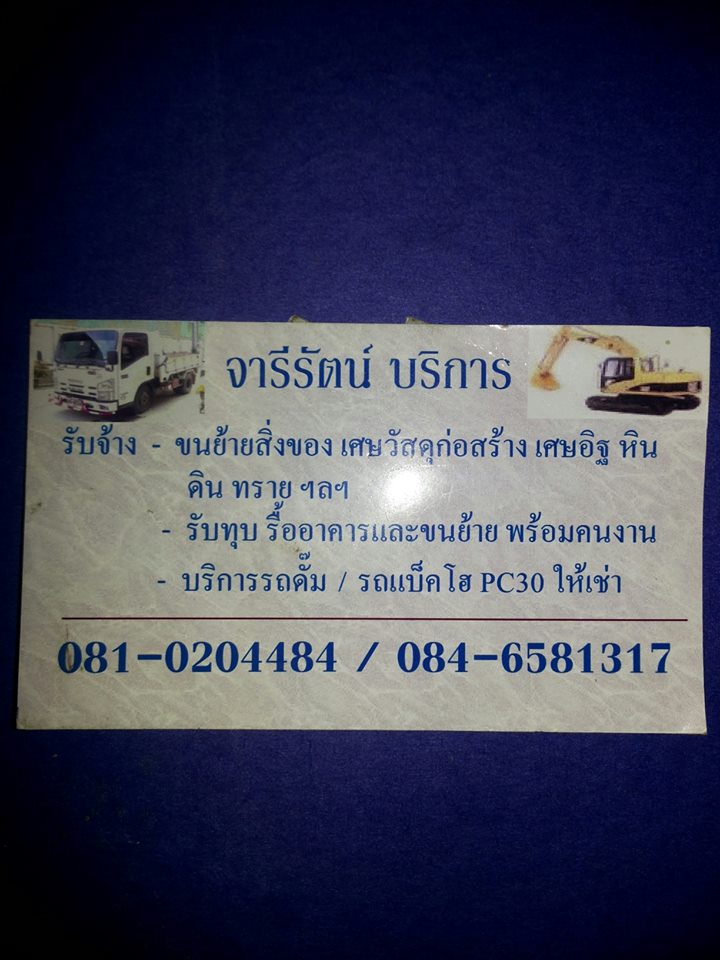 จารีรัตน์ บริการ
รับจ้าง - ขนย้ายสิ่งของ เศษวัสดุก่อสร้าง เศษอิฐ หิน
ดิน ทราย ฯลฯ
- รับทุบ รื้ออาคารและขนย้าย พร้อมคนงาน
- บริการรถดั๊ม / รถแบ็คโฮ PC30 ให้เช่า
081-0204484 / 084-6581317